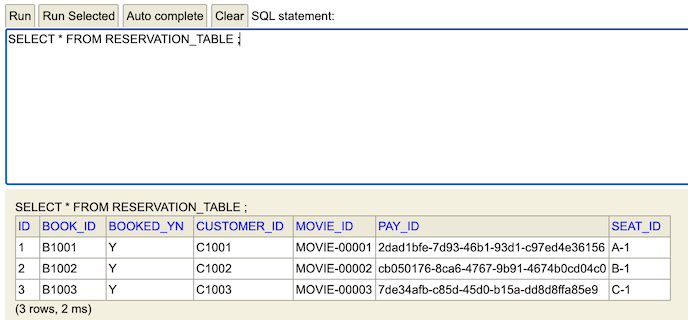 Run Run Selected Auto complete Clear SQL statement:
SELECT * FROM RESERVATION_TABLE ;
SELECT * FROM RESERVATION_TABLE ;
ID BOOK_ID BOOKED_YN CUSTOMER_ID MOVIE_ID PAY_ID SEAT_ID
1 B1001 Y C1001 MOVIE-00001 2dad1bfe-7d93-46b1-93d1-c97ed4e36156 A-1
2 B1002 Y C1002 MOVIE-00002 cb050176-8ca6-4767-9b91-4674b0cd04c0 B-1
3 B1003 Y C1003 MOVIE-00003 7de34afb-c85d-45d0-b15a-dd8d8ffa85e9 C-1
(3 rows, 2 ms)